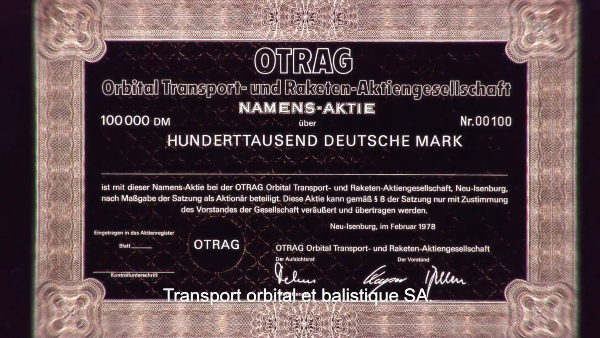 OTRAG
Orbital Transport- und Raketen-Aktiengesellschaft
NAMENS-AKTIE
100 000 DM
über
Nr. 00100
HUNDERTTAUSEND DEUTSCHE MARK
ist mit dieser Namens-Aktie bei der OTRAG Orbital Transport- und Raketen-Aktiengesellschaft, Neu-Isenburg,
nach Maßgabe der Satzung als Aktionär beteiligt. Diese Aktie kann gemäß § 8 der Satzung nur mit Zustimmung
des Vorstandes der Gesellschaft veräußert und übertragen werden.
Neu-Isenburg, im Februar 1978
Eingetragen in das Aktienregister
Blatt
OTRAG
OTRAG Orbital Transport- und Raketen-Aktiengesellschaft
Der Aufsichtsrat
Der Vorstand
Kontrollunterschrift
Transport orbital et balistique SA